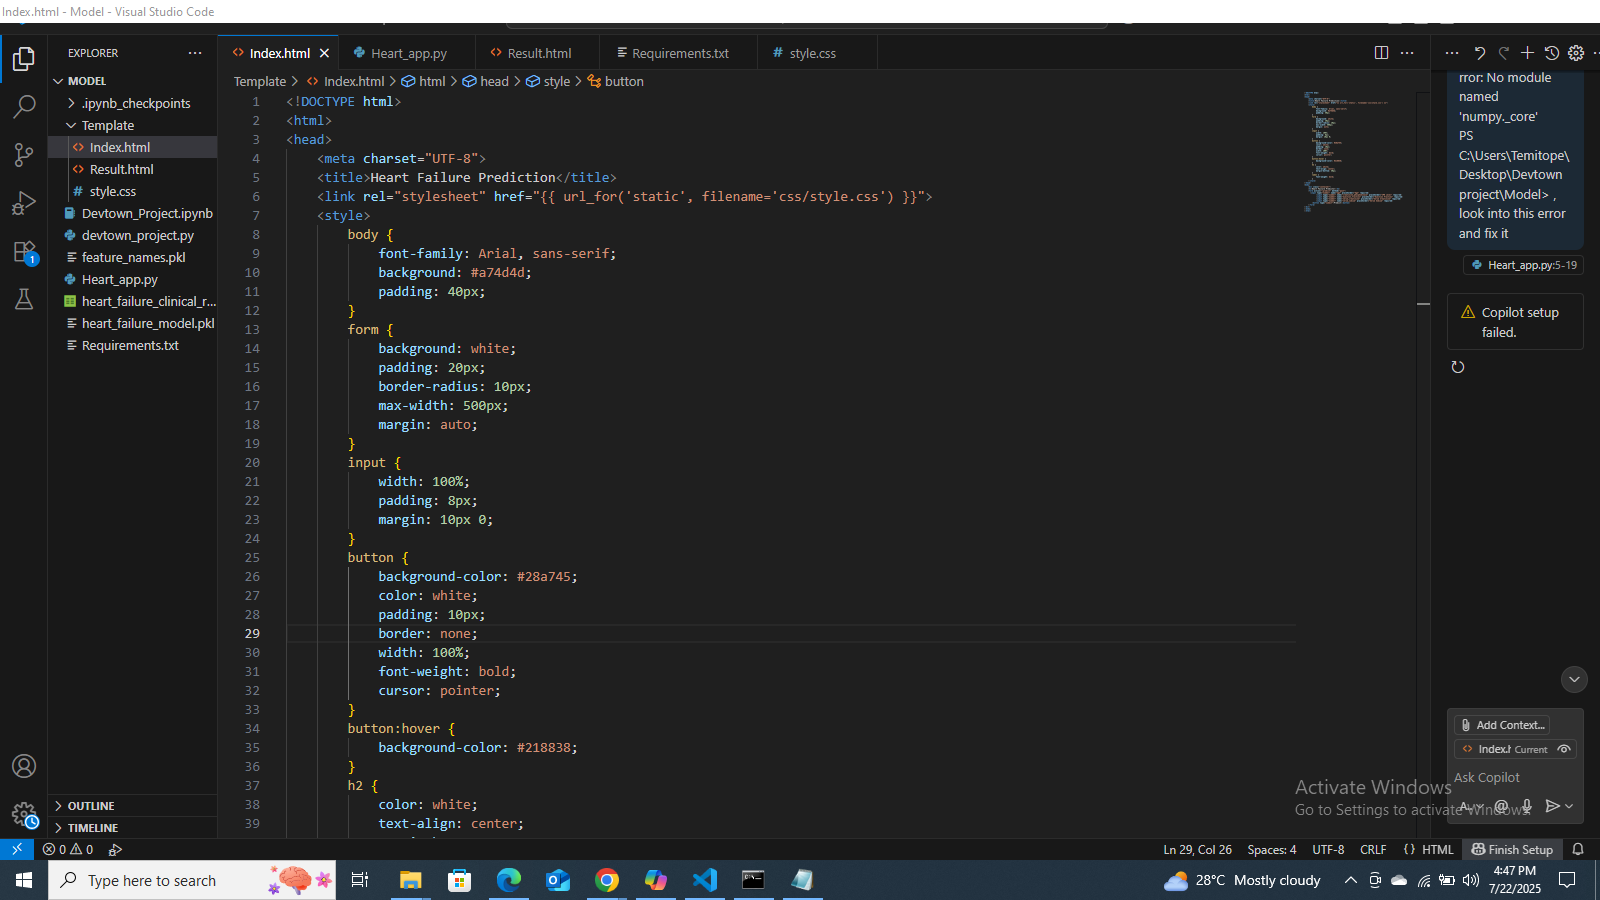 Index.html - Model - Visual Studio Code
EXPLORER
MODEL
.ipynb_checkpoints
Template
Index.html
Result.html
style.css
Devtown_Project.ipynb
devtown_project.py
feature_names.pkl
Heart_app.py
heart_failure_clinical_r...
heart_failure_model.pkl
Requirements.txt
OUTLINE
TIMELINE
Index.html
Heart_app.py
Result.html
Requirements.txt
style.css
Template > Index.html > html > head > style > button
1 <!DOCTYPE html>
2 <html>
3 <head>
4 <meta charset="UTF-8">
5 <title>Heart Failure Prediction</title>
6 <link rel="stylesheet" href="{{ url_for('static', filename='css/style.css') }}">
7 <style>
8 body {
9 font-family: Arial, sans-serif;
10 background: #a74d4d;
11 padding: 40px;
12 }
13 form {
14 background: white;
15 padding: 20px;
16 border-radius: 10px;
17 max-width: 500px;
18 margin: auto;
19 }
20 input {
21 width: 100%;
22 padding: 8px;
23 margin: 10px 0;
24 }
25 button {
26 background-color: #28a745;
27 color: white;
28 padding: 10px;
29 border: none;
30 width: 100%;
31 font-weight: bold;
32 cursor: pointer;
33 }
34 button:hover {
35 background-color: #218838;
36 }
37 h2 {
38 color: white;
39 text-align: center;
rror: No module
named
'numpy._core'
PS
C:\Users\Temitope\
Desktop\Devtown
project\Model> ,
look into this error
and fix it
Heart_app.py:5-19
Copilot setup
failed.
Add Context...
Index.h Current
Ask Copilot
Activate Windows
Go to Settings to activate Windows.
1
0 0
Ln 29, Col 26
Spaces: 4
UTF-8
CRLF
{ } HTML
Finish Setup
Type here to search
28°C Mostly cloudy
4:47 PM
7/22/2025